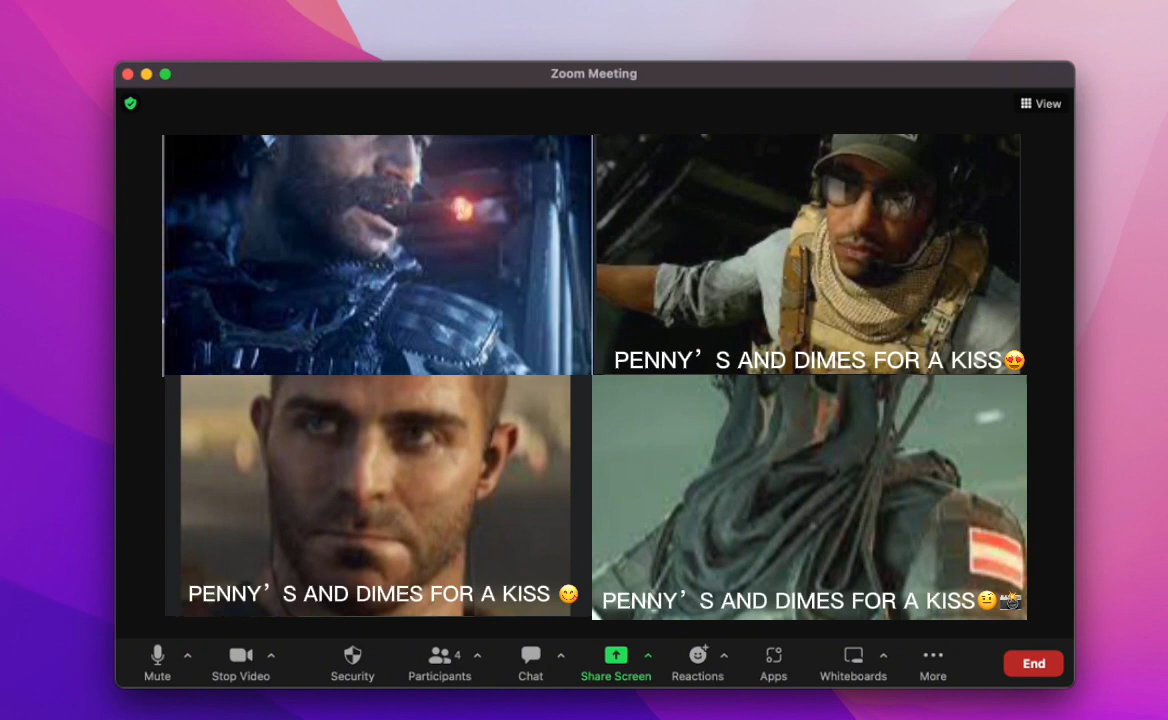 Zoom Meeting
View
PENNY’S AND DIMES FOR A KISS😍
PENNY’S AND DIMES FOR A KISS 😋
PENNY’S AND DIMES FOR A KISS🤨📸
Mute
Stop Video
Security
4
Participants
Chat
Share Screen
Reactions
Apps
Whiteboards
More
End